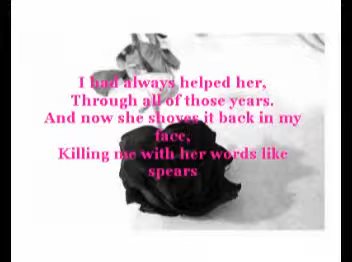 I had always helped her,
Through all of those years.
And now she shoves it back in my
face,
Killing me with her words like
spears